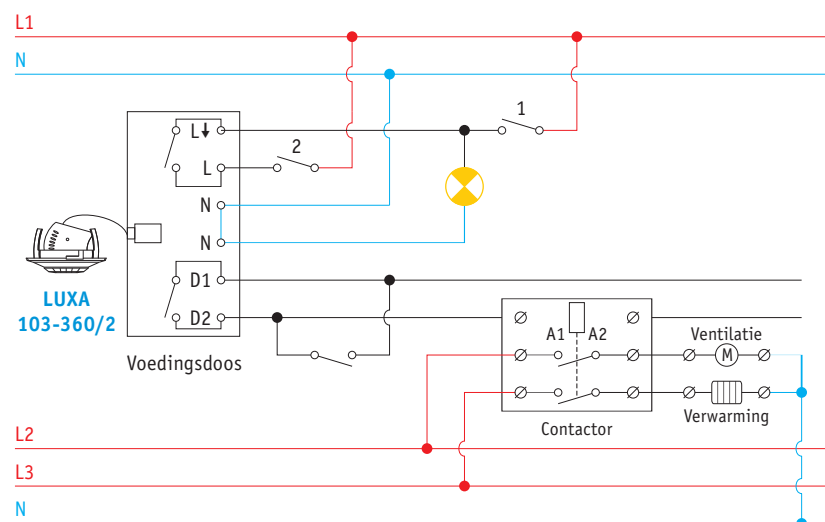 L1
N
1
L↓
2
L
N
N
LUXA
103-360/2
D1
D2
A1 A2
Ventilatie
M
Voedingsdoos
Verwarming
Contactor
L2
L3
N